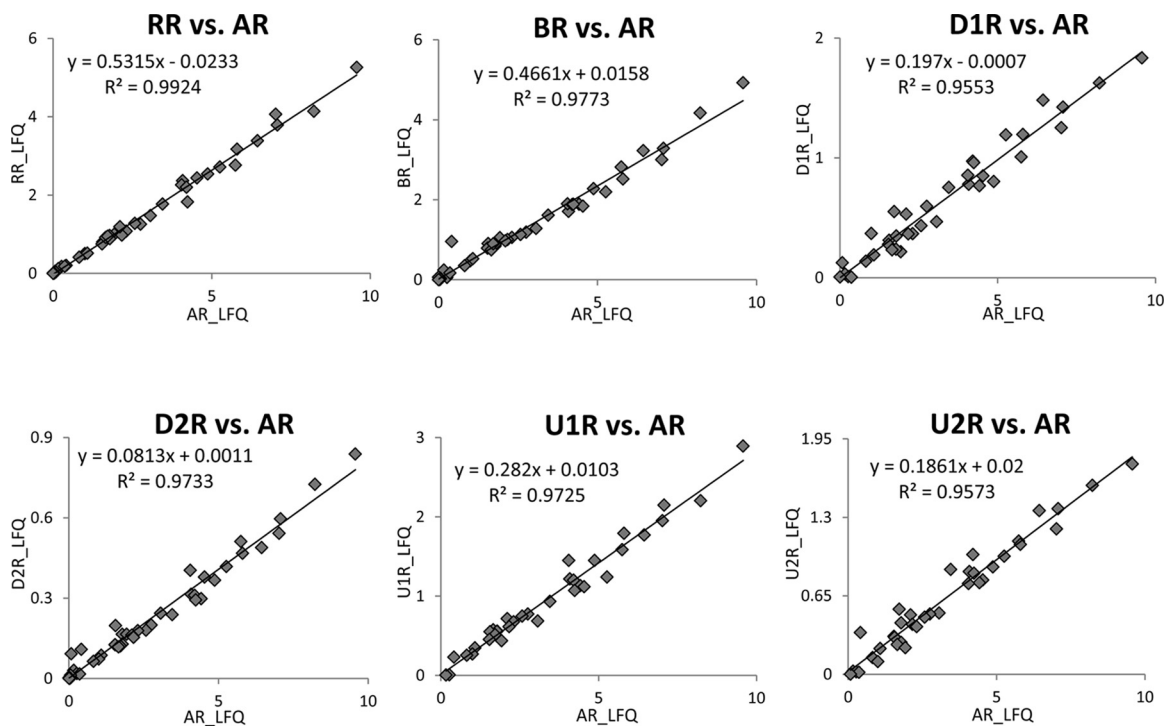 RR vs. AR
y = 0.5315x - 0.0233
R² = 0.9924
RR_LFQ
6
4
2
0
0
5
10
AR_LFQ
BR vs. AR
y = 0.4661x + 0.0158
R² = 0.9773
BR_LFQ
6
4
2
0
0
5
10
AR_LFQ
D1R vs. AR
y = 0.197x - 0.0007
R² = 0.9553
D1R_LFQ
2
1
0
0
5
10
AR_LFQ
D2R vs. AR
y = 0.0813x + 0.0011
R² = 0.9733
D2R_LFQ
0.9
0.6
0.3
0
0
5
10
AR_LFQ
U1R vs. AR
y = 0.282x + 0.0103
R² = 0.9725
U1R_LFQ
3
2
1
0
0
5
10
AR_LFQ
U2R vs. AR
y = 0.1861x + 0.02
R² = 0.9573
U2R_LFQ
1.95
1.3
0.65
0
0
5
10
AR_LFQ